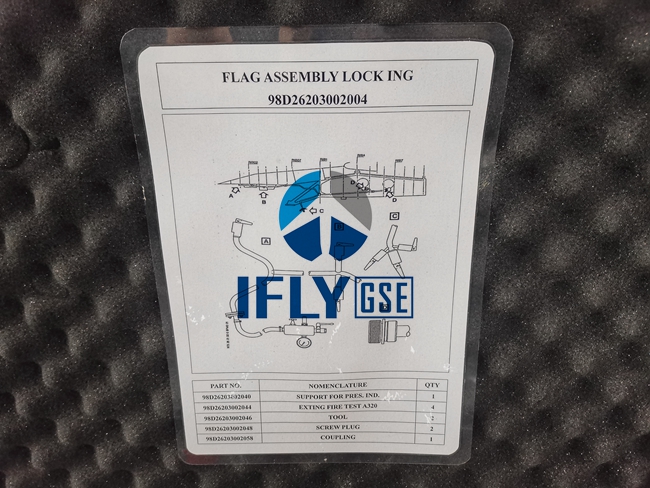 FLAG ASSEMBLY LOCK ING
98D26203002004
A
B
C
D
D
A
B
C
IFLY GSE
PART NO. NOMENCLATURE QTY
98D26203002040 SUPPORT FOR PRES. IND. 1
98D26203002044 EXTING FIRE TEST A320 4
98D26203002046 TOOL
98D26203002048 SCREW PLUG 2
98D26203002058 COUPLING 1